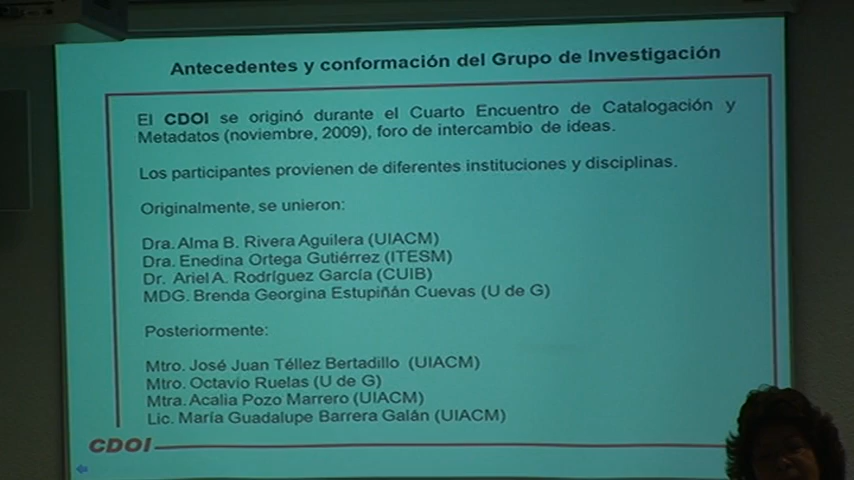 Antecedentes y conformación del Grupo de Investigación
El CDOI se originó durante el Cuarto Encuentro de Catalogación y
Metadatos (noviembre, 2009), foro de intercambio de ideas.
Los participantes provienen de diferentes instituciones y disciplinas.
Originalmente, se unieron:
Dra. Alma B. Rivera Aguilera (UIACM)
Dra. Enedina Ortega Gutiérrez (ITESM)
Dr. Ariel A. Rodríguez García (CUIB)
MDG. Brenda Georgina Estupiñán Cuevas (U de G)
Posteriormente:
Mtro. José Juan Téllez Bertadillo (UIACM)
Mtro. Octavio Ruelas (U de G)
Mtra. Acalia Pozo Marrero (UIACM)
Lic. María Guadalupe Barrera Galán (UIACM)
CDOI